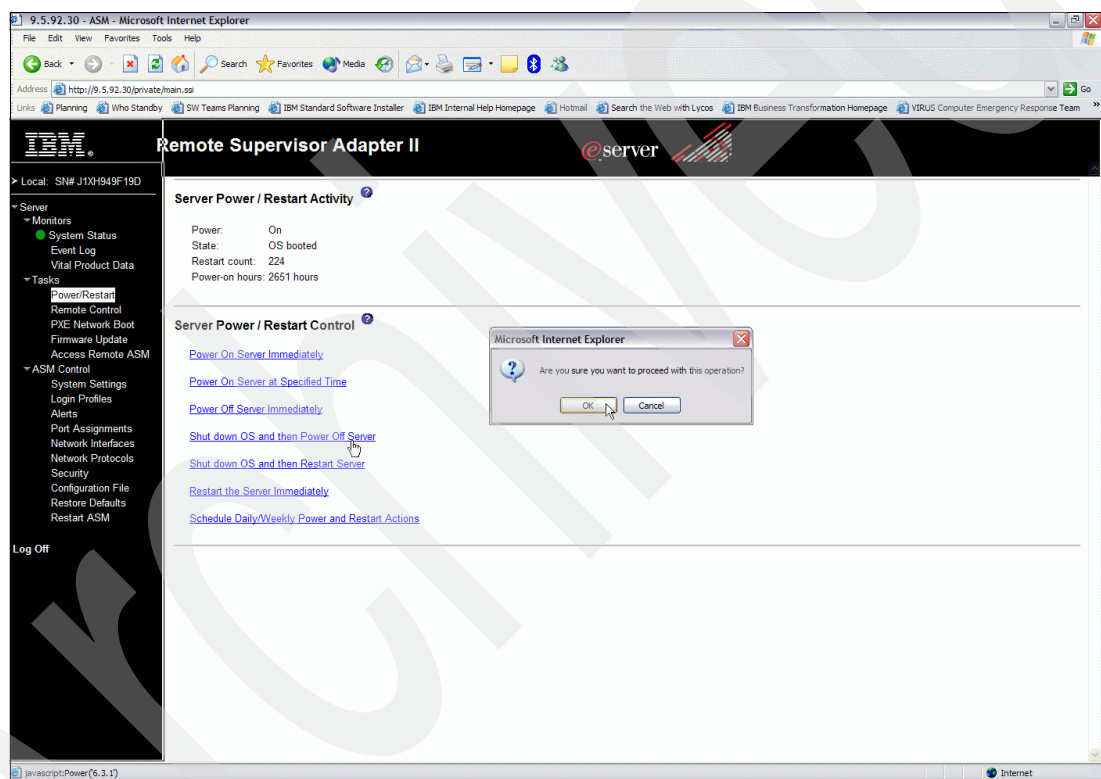 9.5.92.30 - ASM - Microsoft Internet Explorer
File Edit View Favorites Tools Help
Back Search Favorites Media
Address http://9.5.92.30/private/main.ssi Go
Links Planning Who Standby SW Teams Planning IBM Standard Software Installer IBM Internal Help Homepage Hotmail Search the Web with Lycos IBM Business Transformation Homepage VIRUS Computer Emergency Response Team »
IBM® Remote Supervisor Adapter II eserver
Local: SN# J1XH949F19D
Server
Monitors
System Status
Event Log
Vital Product Data
Tasks
Power/Restart
Remote Control
PXE Network Boot
Firmware Update
Access Remote ASM
ASM Control
System Settings
Login Profiles
Alerts
Port Assignments
Network Interfaces
Network Protocols
Security
Configuration File
Restore Defaults
Restart ASM
Log Off
Server Power / Restart Activity ?
Power: On
State: OS booted
Restart count: 224
Power-on hours: 2651 hours
Server Power / Restart Control ?
Power On Server Immediately
Power On Server at Specified Time
Power Off Server Immediately
Shut down OS and then Power Off Server
Shut down OS and then Restart Server
Restart the Server Immediately
Schedule Daily/Weekly Power and Restart Actions
Microsoft Internet Explorer
? Are you sure you want to proceed with this operation?
OK Cancel
javascript:Power('6.3.1') Internet